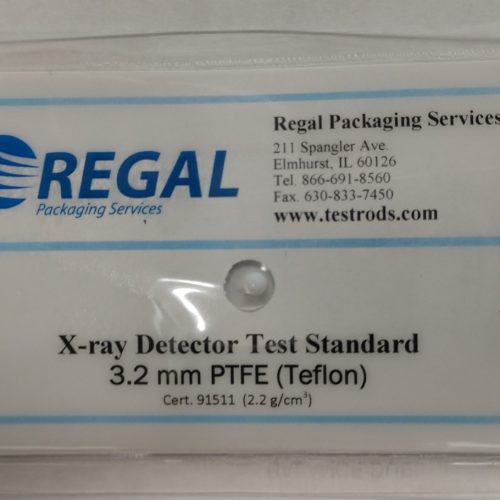 REGAL
Packaging Services
Regal Packaging Services
211 Spangler Ave.
Elmhurst, IL 60126
Tel. 866-691-8560
Fax. 630-833-7450
www.testrods.com
X-ray Detector Test Standard
3.2 mm PTFE (Teflon)
Cert. 91511 (2.2 g/cm³)